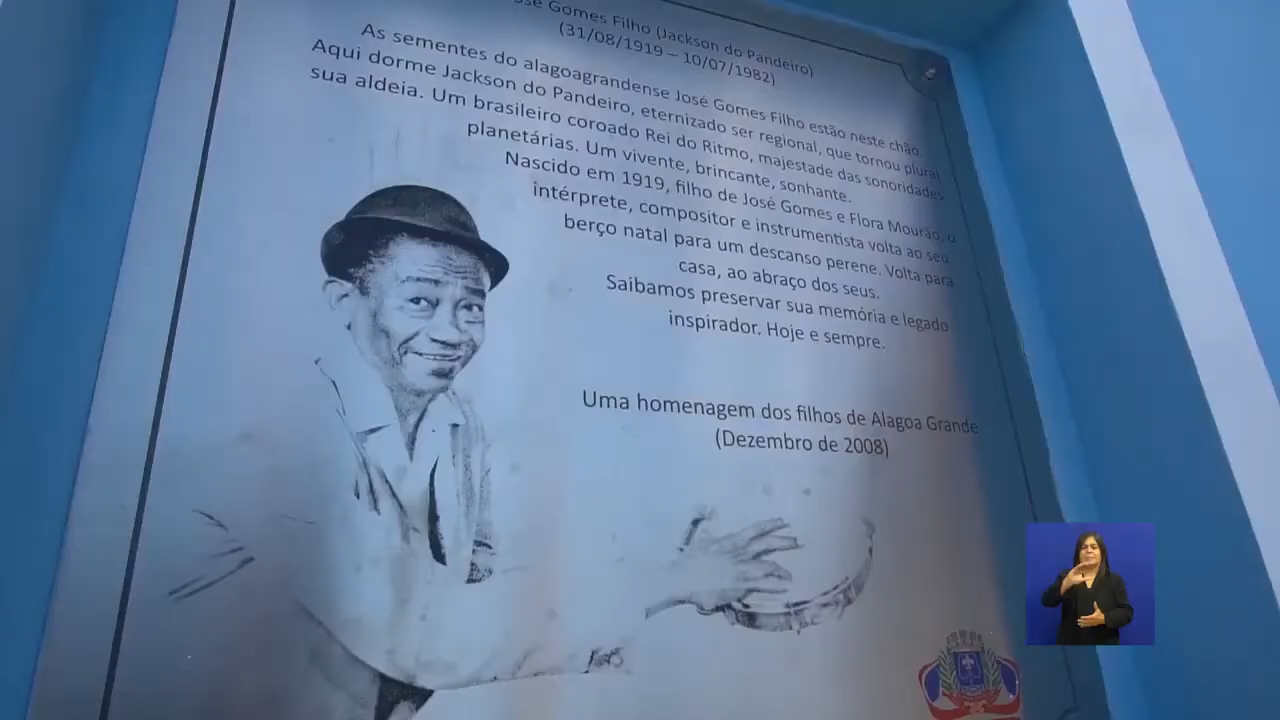 José Gomes Filho (Jackson do Pandeiro)
(31/08/1919 – 10/07/1982)
As sementes do alagoagrandense José Gomes Filho estão neste chão.
Aqui dorme Jackson do Pandeiro, eternizado ser regional, que tornou plural
sua aldeia. Um brasileiro coroado Rei do Ritmo, majestade das sonoridades
planetárias. Um vivente, brincante, sonhante.
Nascido em 1919, filho de José Gomes e Flora Mourão, o
intérprete, compositor e instrumentista volta ao seu
berço natal para um descanso perene. Volta para
casa, ao abraço dos seus.
Saibamos preservar sua memória e legado
inspirador. Hoje e sempre.
Uma homenagem dos filhos de Alagoa Grande
(Dezembro de 2008)